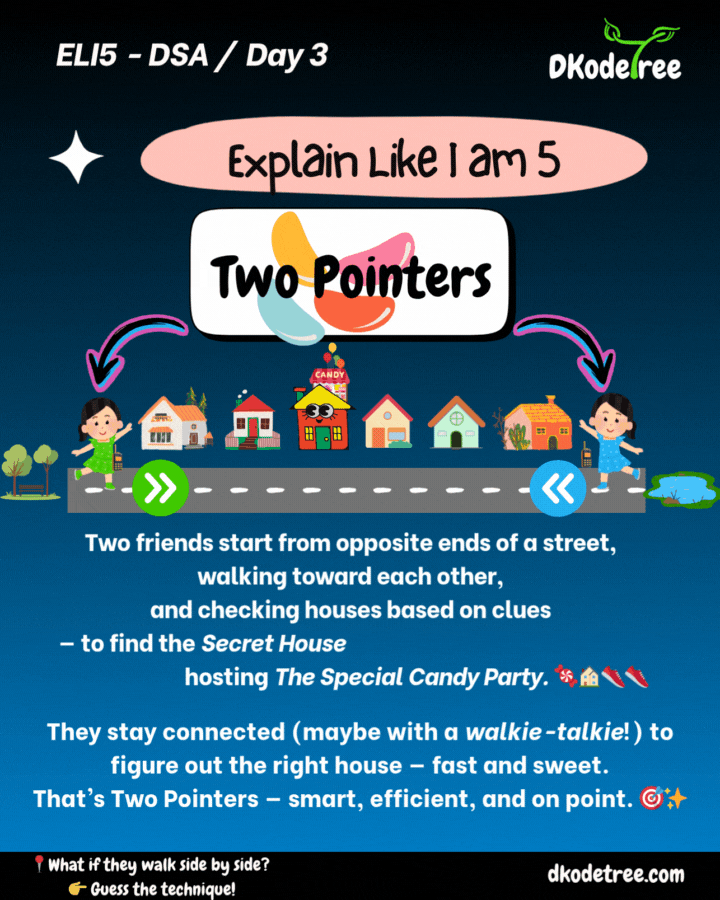 ELI5 - DSA / Day 3
DKodeTree
Explain Like I am 5
Two Pointers
CANDY
Two friends start from opposite ends of a street,
walking toward each other,
and checking houses based on clues
– to find the Secret House
hosting The Special Candy Party. 🍬🏠👟👟
They stay connected (maybe with a walkie-talkie!) to
figure out the right house – fast and sweet.
That's Two Pointers – smart, efficient, and on point. 🎯✨
📍What if they walk side by side?
👉 Guess the technique!
dkodetree.com